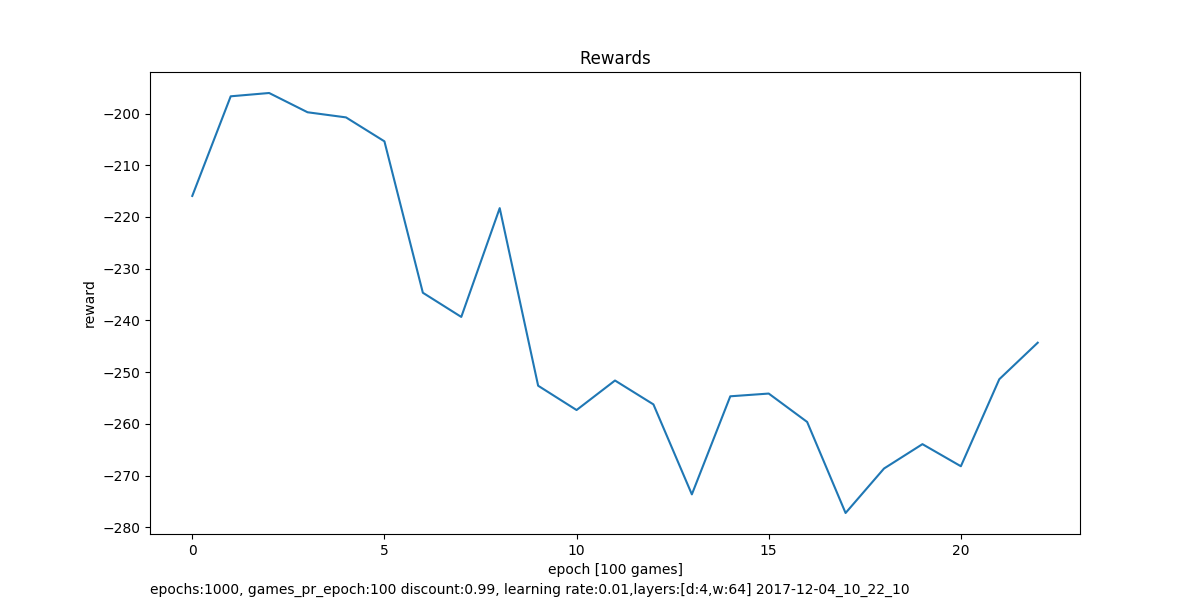 Rewards
−200
−210
−220
−230
−240
−250
−260
−270
−280
reward
0 5 10 15 20
epoch [100 games]
epochs:1000, games_pr_epoch:100 discount:0.99, learning rate:0.01,layers:[d:4,w:64] 2017-12-04_10_22_10